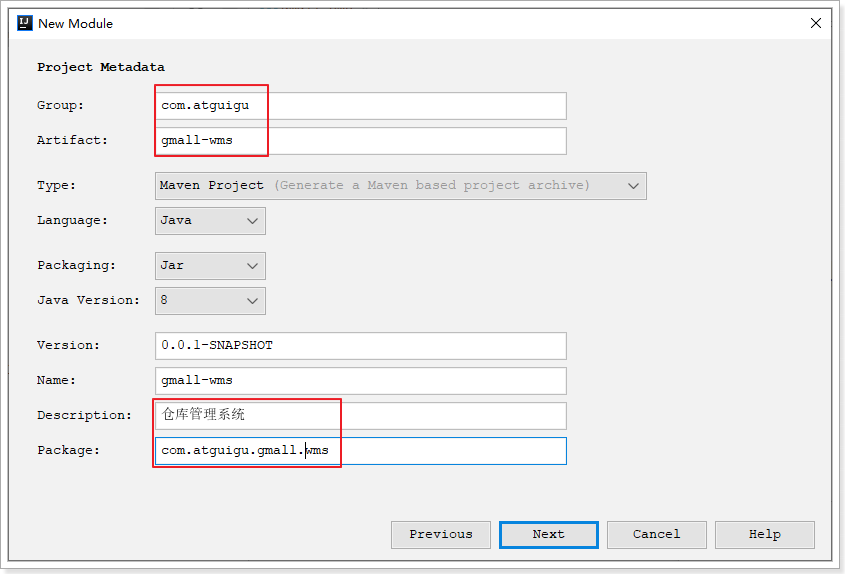 New Module
Project Metadata
Group: com.atguigu
Artifact: gmall-wms
Type: Maven Project (Generate a Maven based project archive)
Language: Java
Packaging: Jar
Java Version: 8
Version: 0.0.1-SNAPSHOT
Name: gmall-wms
Description: 仓库管理系统
Package: com.atguigu.gmall.wms
Previous Next Cancel Help